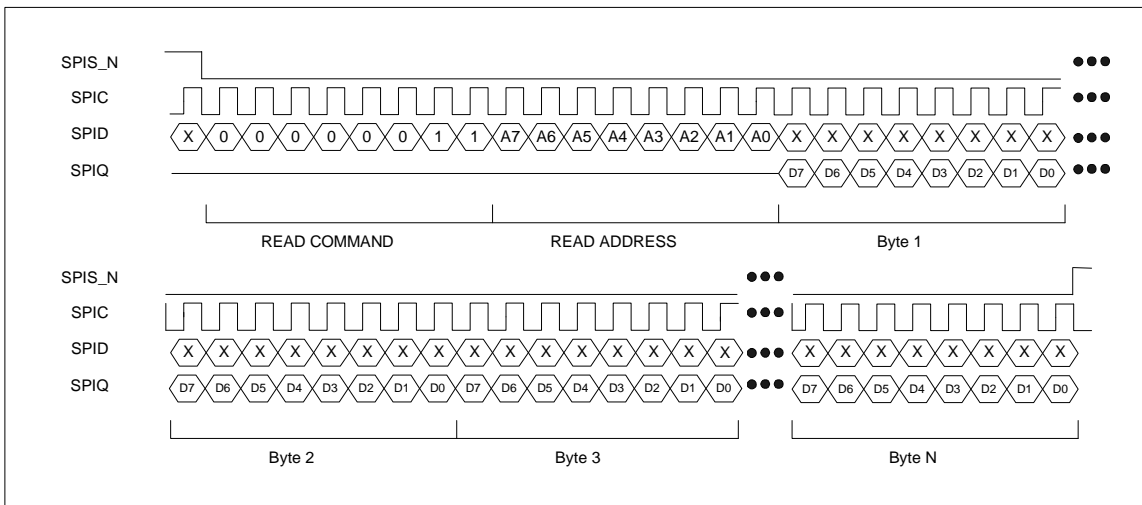 SPIS_N
SPIC
SPID X 0 0 0 0 0 0 1 1 A7 A6 A5 A4 A3 A2 A1 A0 X X X X X X X X
SPIQ D7 D6 D5 D4 D3 D2 D1 D0
READ COMMAND READ ADDRESS Byte 1
SPIS_N
SPIC
SPID X X X X X X X X X X X X X X X X X X X X X X X X
SPIQ D7 D6 D5 D4 D3 D2 D1 D0 D7 D6 D5 D4 D3 D2 D1 D0 D7 D6 D5 D4 D3 D2 D1 D0
Byte 2 Byte 3 Byte N